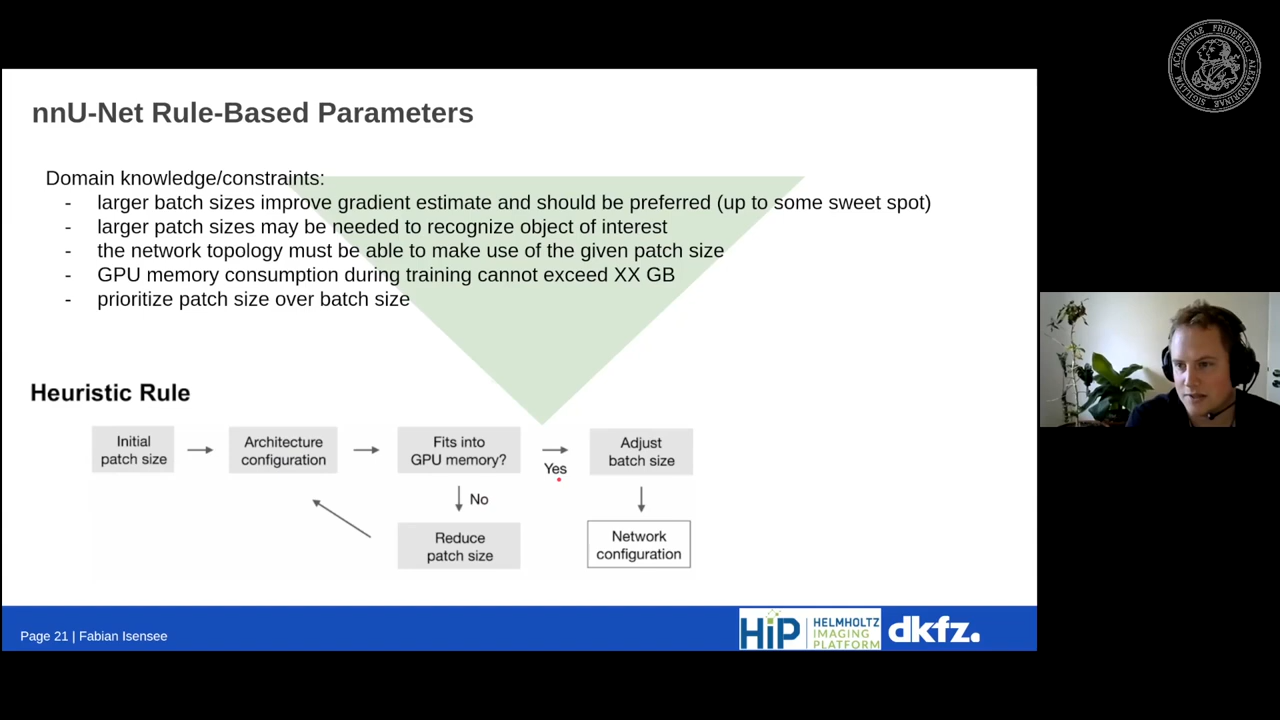 ACADEMIAE FRIDERICO ALEXANDRINAE SIGILLVM
nnU-Net Rule-Based Parameters
Domain knowledge/constraints:
- larger batch sizes improve gradient estimate and should be preferred (up to some sweet spot)
- larger patch sizes may be needed to recognize object of interest
- the network topology must be able to make use of the given patch size
- GPU memory consumption during training cannot exceed XX GB
- prioritize patch size over batch size
Heuristic Rule
Initial
patch size
Architecture
configuration
Fits into
GPU memory?
Yes
Adjust
batch size
No
Reduce
patch size
Network
configuration
Page 21 | Fabian Isensee
HiP
HELMHOLTZ
IMAGING
PLATFORM
dkfz.